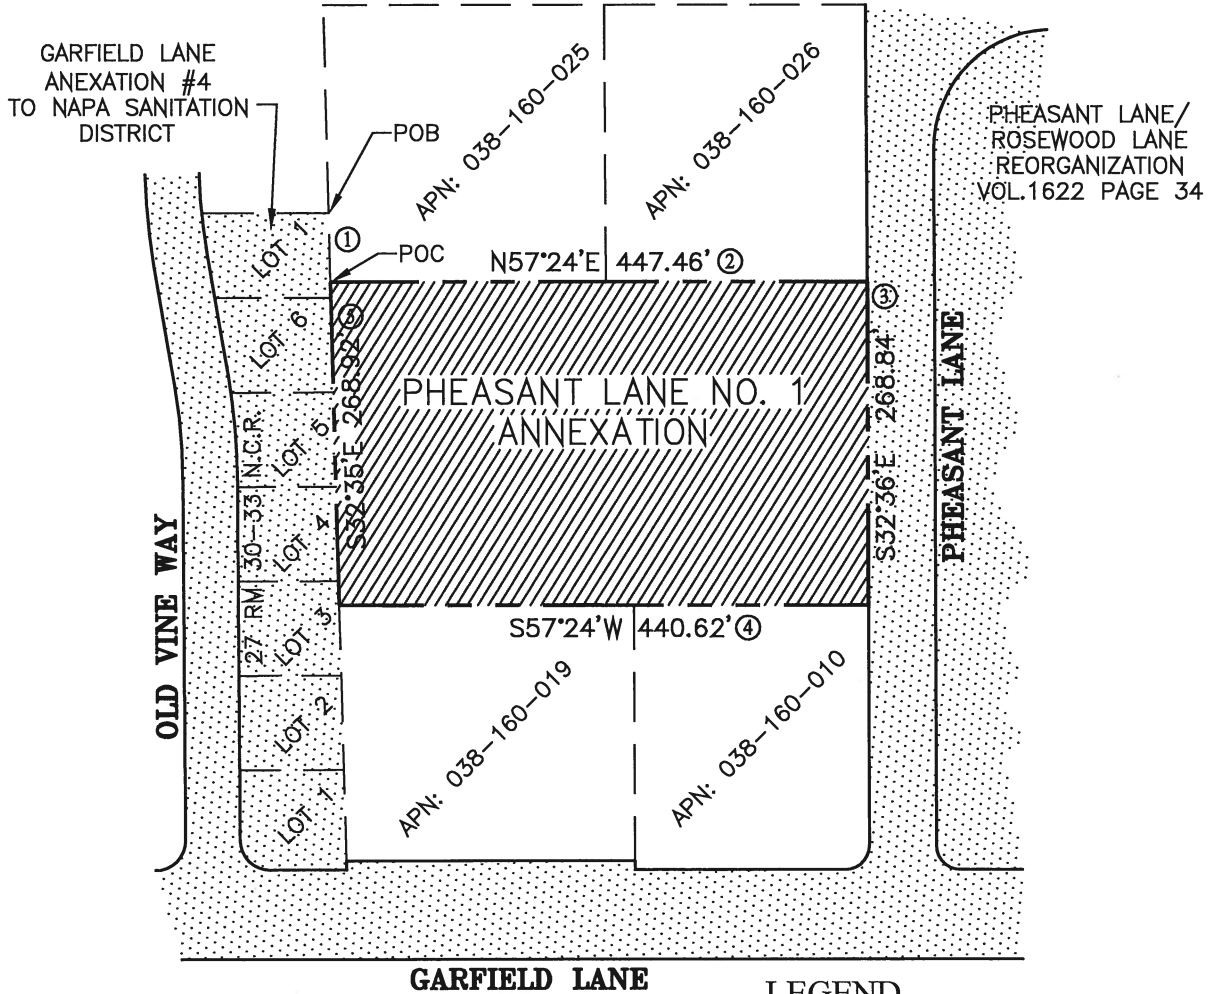 GARFIELD LANE
ANEXATION #4
TO NAPA SANITATION
DISTRICT
POB
APN: 038-160-025
APN: 038-160-026
PHEASANT LANE/
ROSEWOOD LANE
REORGANIZATION
VOL.1622 PAGE 34
LOT 1
①
POC
N57°24'E 447.46' ②
③
LOT 6
⑤
S32°35'E 268.92'
PHEASANT LANE NO. 1
ANNEXATION
S32°36'E 268.84'
PHEASANT LANE
LOT 5
27 RM 30-33 N.C.R.
LOT 4
OLD VINE WAY
LOT 3
S57°24'W 440.62' ④
LOT 2
APN: 038-160-019
APN: 038-160-010
LOT 1
GARFIELD LANE
LEGEND